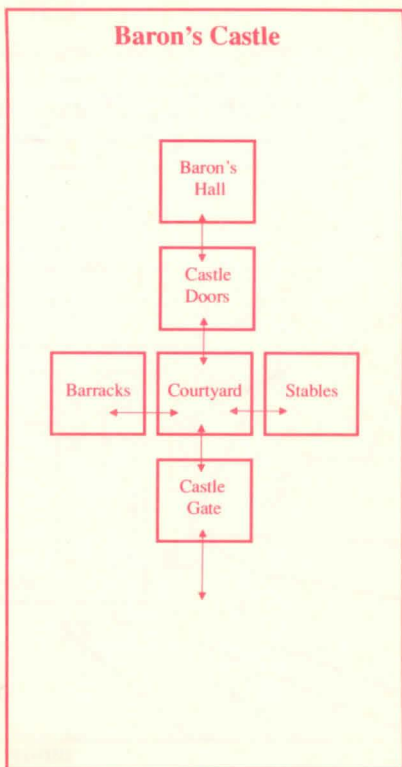 Baron's Castle
Baron's
Hall
Castle
Doors
Barracks
Courtyard
Stables
Castle
Gate